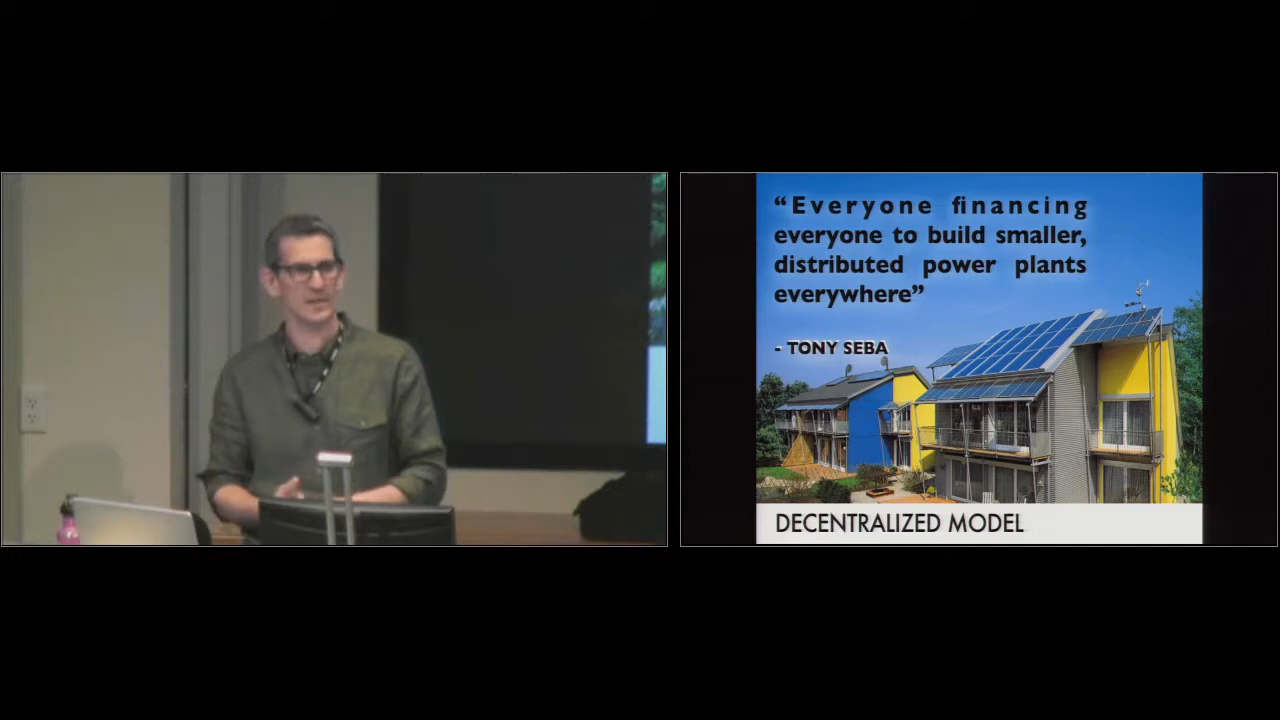 “Everyone financing
everyone to build smaller,
distributed power plants
everywhere”
- TONY SEBA
DECENTRALIZED MODEL